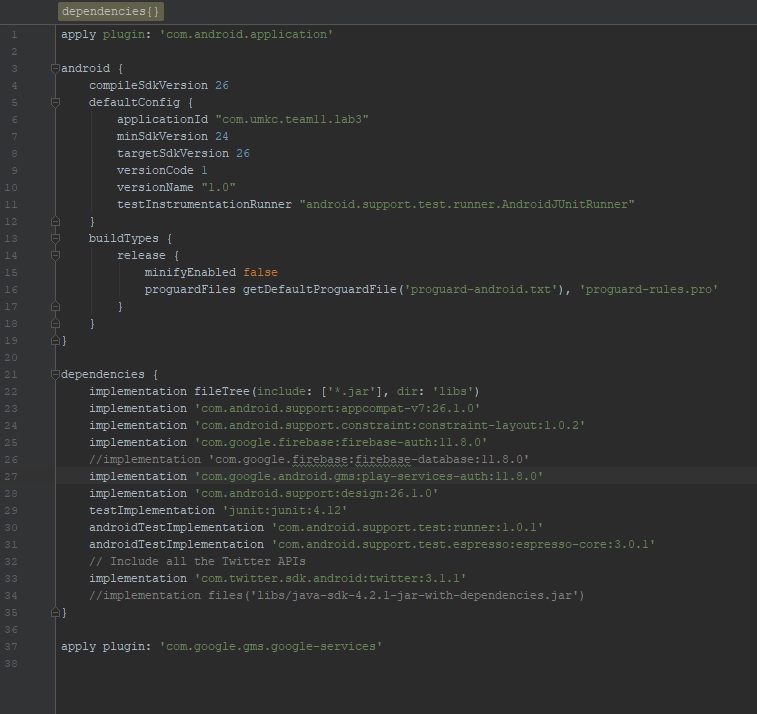 dependencies{}
1 apply plugin: 'com.android.application'
2
3 android {
4     compileSdkVersion 26
5     defaultConfig {
6         applicationId "com.umkc.team11.lab3"
7         minSdkVersion 24
8         targetSdkVersion 26
9         versionCode 1
10         versionName "1.0"
11         testInstrumentationRunner "android.support.test.runner.AndroidJUnitRunner"
12     }
13     buildTypes {
14         release {
15             minifyEnabled false
16             proguardFiles getDefaultProguardFile('proguard-android.txt'), 'proguard-rules.pro'
17         }
18     }
19 }
20
21 dependencies {
22     implementation fileTree(include: ['*.jar'], dir: 'libs')
23     implementation 'com.android.support:appcompat-v7:26.1.0'
24     implementation 'com.android.support.constraint:constraint-layout:1.0.2'
25     implementation 'com.google.firebase:firebase-auth:11.8.0'
26     //implementation 'com.google.firebase:firebase-database:11.8.0'
27     implementation 'com.google.android.gms:play-services-auth:11.8.0'
28     implementation 'com.android.support:design:26.1.0'
29     testImplementation 'junit:junit:4.12'
30     androidTestImplementation 'com.android.support.test:runner:1.0.1'
31     androidTestImplementation 'com.android.support.test.espresso:espresso-core:3.0.1'
32     // Include all the Twitter APIs
33     implementation 'com.twitter.sdk.android:twitter:3.1.1'
34     //implementation files('libs/java-sdk-4.2.1-jar-with-dependencies.jar')
35 }
36
37 apply plugin: 'com.google.gms.google-services'
38